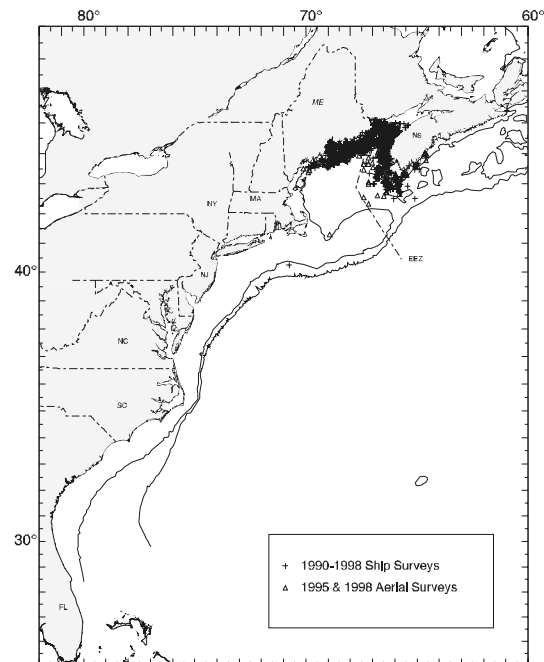 80° 70° 60°
ME
NS
NY MA
EEZ
NJ
40°
NC
SC
30°
+ 1990-1998 Ship Surveys
△ 1995 & 1998 Aerial Surveys
FL